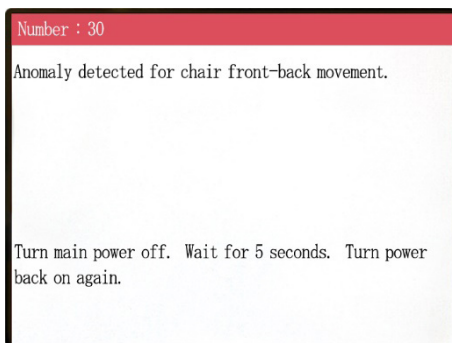 Number : 30
Anomaly detected for chair front-back movement.
Turn main power off. Wait for 5 seconds. Turn power
back on again.